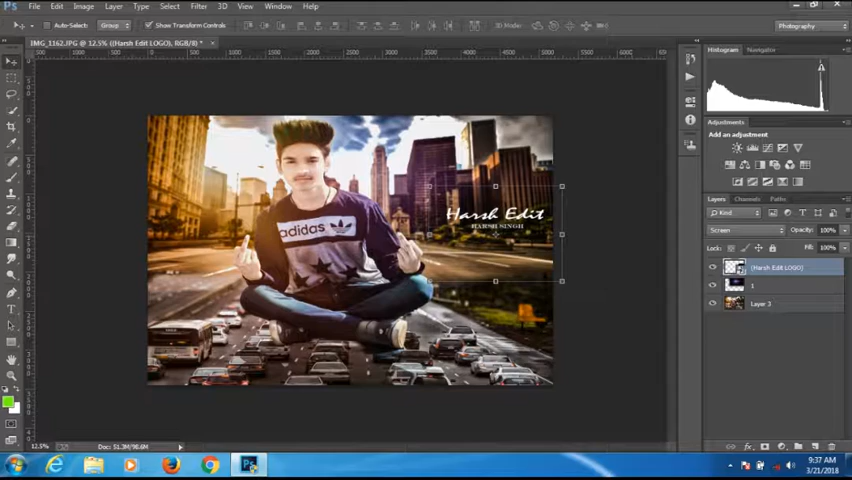 Ps File Edit Image Layer Type Select Filter 3D View Window Help
Auto-Select: Group Show Transform Controls 3D Mode: Photography
IMG_1162.JPG @ 12.5% ((Harsh Edit LOGO), RGB/8) *
Histogram Navigator
Adjustments
Add an adjustment
adidas
Harsh Edit
HARSH SINGH
Layers Channels Paths
Kind
Screen Opacity: 100%
Lock: Fill: 100%
(Harsh Edit LOGO)
1
Layer 3
12.5% Doc: 51.3M/90.6M
9:37 AM
3/21/2018